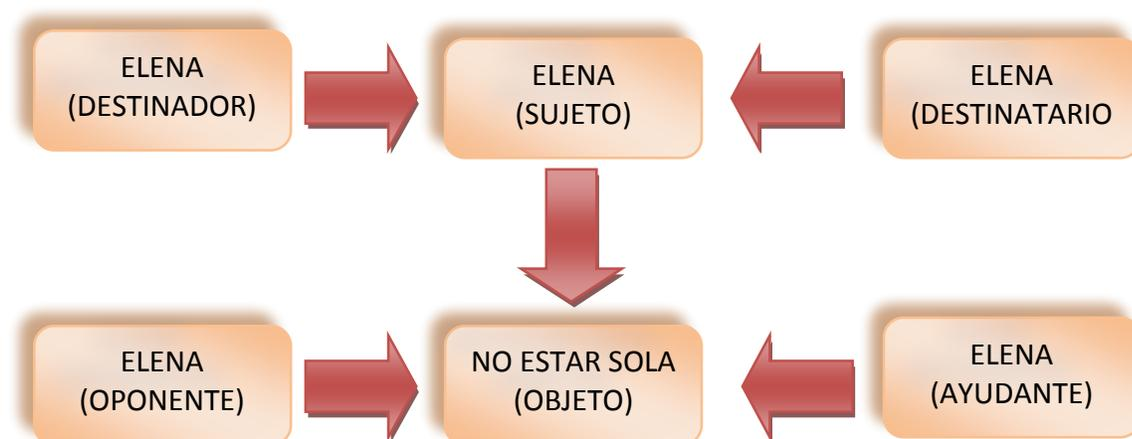 ELENA
(DESTINADOR)
ELENA
(SUJETO)
ELENA
(DESTINATARIO
ELENA
(OPONENTE)
NO ESTAR SOLA
(OBJETO)
ELENA
(AYUDANTE)